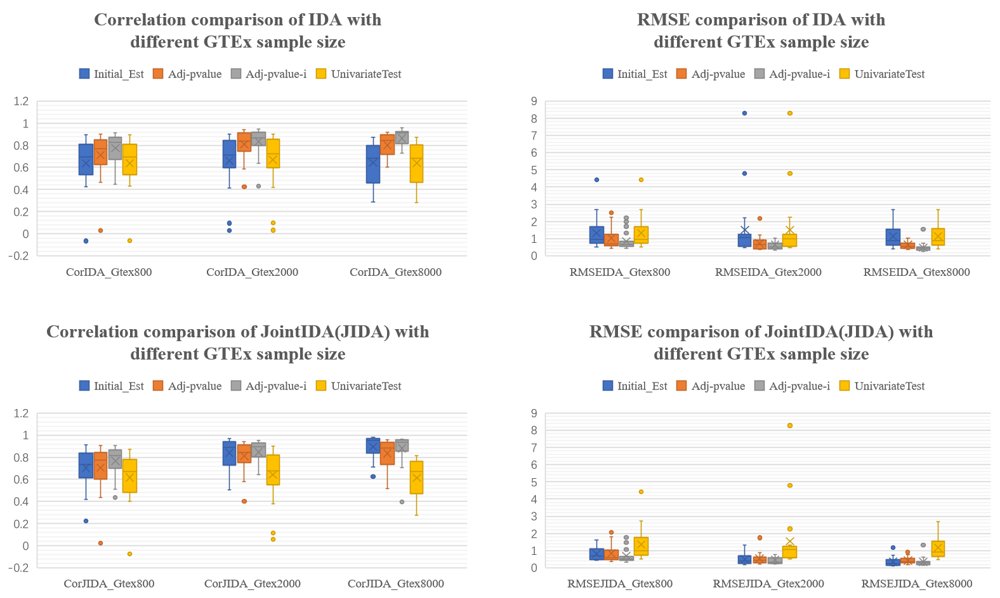 Correlation comparison of IDA with
different GTEx sample size
Initial_Est Adj-pvalue Adj-pvalue-i UnivariateTest
1.2
1
0.8
0.6
0.4
0.2
0
-0.2
CorIDA_Gtex800 CorIDA_Gtex2000 CorIDA_Gtex8000
RMSE comparison of IDA with
different GTEx sample size
Initial_Est Adj-pvalue Adj-pvalue-i UnivariateTest
9
8
7
6
5
4
3
2
1
0
RMSEIDA_Gtex800 RMSEIDA_Gtex2000 RMSEIDA_Gtex8000
Correlation comparison of JointIDA(JIDA) with
different GTEx sample size
Initial_Est Adj-pvalue Adj-pvalue-i UnivariateTest
1.2
1
0.8
0.6
0.4
0.2
0
-0.2
CorJIDA_Gtex800 CorJIDA_Gtex2000 CorJIDA_Gtex8000
RMSE comparison of JointIDA(JIDA) with
different GTEx sample size
Initial_Est Adj-pvalue Adj-pvalue-i UnivariateTest
9
8
7
6
5
4
3
2
1
0
RMSEJIDA_Gtex800 RMSEJIDA_Gtex2000 RMSEJIDA_Gtex8000